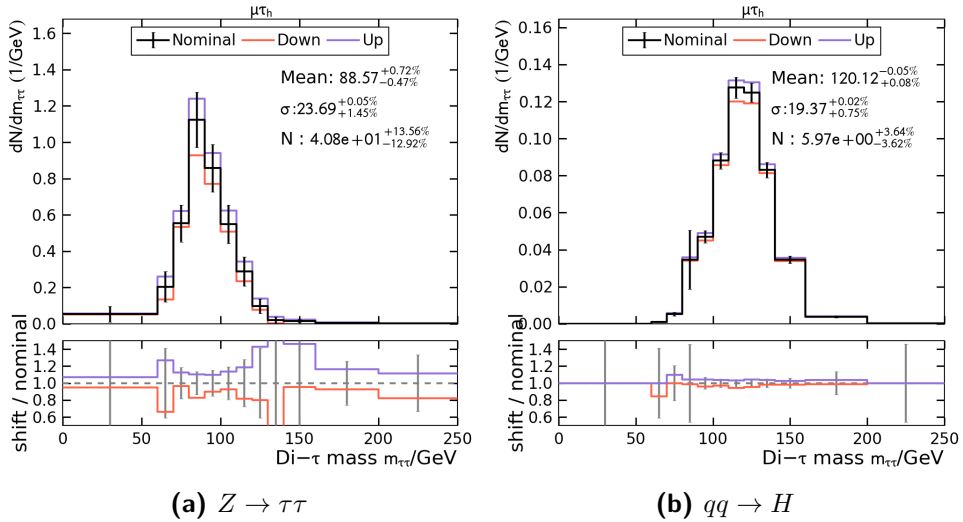 μτh
Nominal Down Up
Mean: 88.57 +0.72% -0.47%
σ:23.69 +0.05% +1.45%
N : 4.08e+01 +13.56% -12.92%
dN/dmττ (1/GeV)
1.6
1.4
1.2
1.0
0.8
0.6
0.4
0.2
0.0
shift / nominal
1.4
1.2
1.0
0.8
0.6
0 50 100 150 200 250
Di−τ mass mττ/GeV
(a) Z → ττ
μτh
Nominal Down Up
Mean: 120.12 -0.05% +0.08%
σ:19.37 +0.02% +0.75%
N : 5.97e+00 +3.64% -3.62%
dN/dmττ (1/GeV)
0.16
0.14
0.12
0.10
0.08
0.06
0.04
0.02
0.00
shift / nominal
1.4
1.2
1.0
0.8
0.6
0 50 100 150 200 250
Di−τ mass mττ/GeV
(b) qq → H